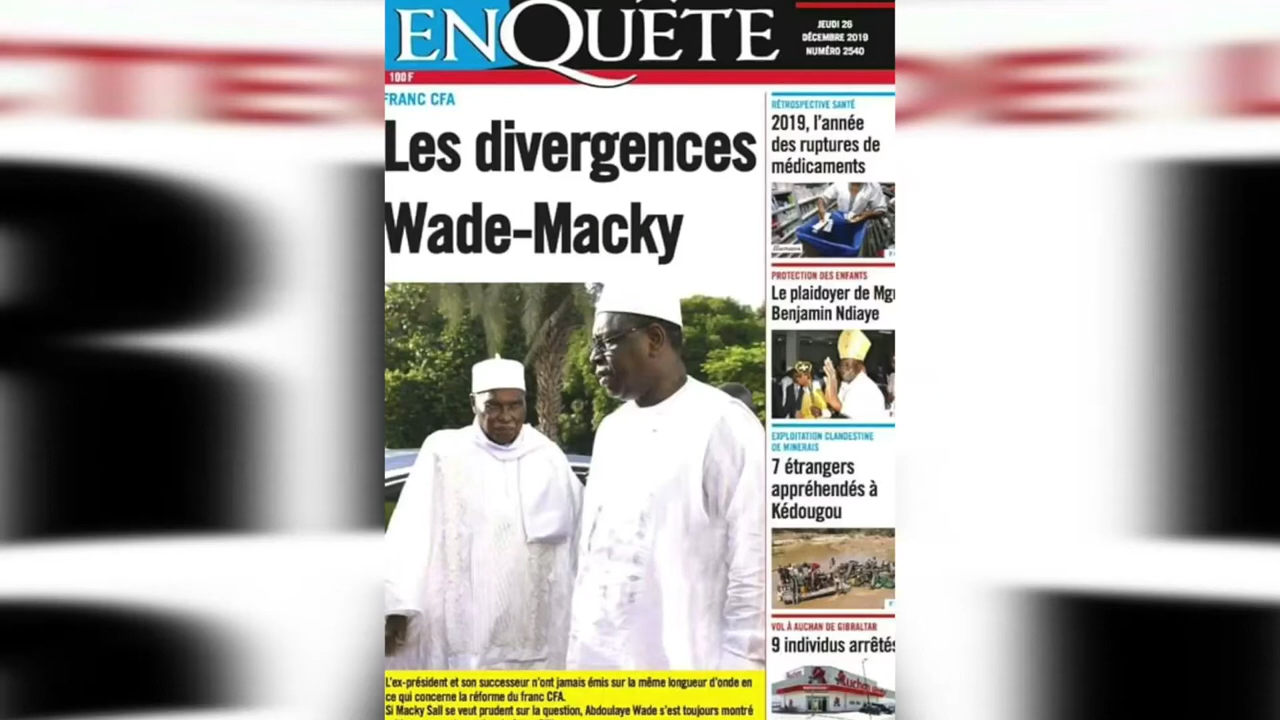 ENQUÊTE
JEUDI 26
DÉCEMBRE 2019
NUMÉRO 2540
100 F
FRANC CFA
Les divergences
Wade-Macky
L'ex-président et son successeur n'ont jamais émis sur la même longueur d'onde en
ce qui concerne la réforme du franc CFA.
Si Macky Sall se veut prudent sur la question, Abdoulaye Wade s'est toujours montré
RÉTROSPECTIVE SANTÉ
2019, l'année
des ruptures de
médicaments
PROTECTION DES ENFANTS
Le plaidoyer de Mgr
Benjamin Ndiaye
EXPLOITATION CLANDESTINE
DE MINERAIS
7 étrangers
appréhendés à
Kédougou
VOL À AUCHAN DE GIBRALTAR
9 individus arrêtés
Auchan